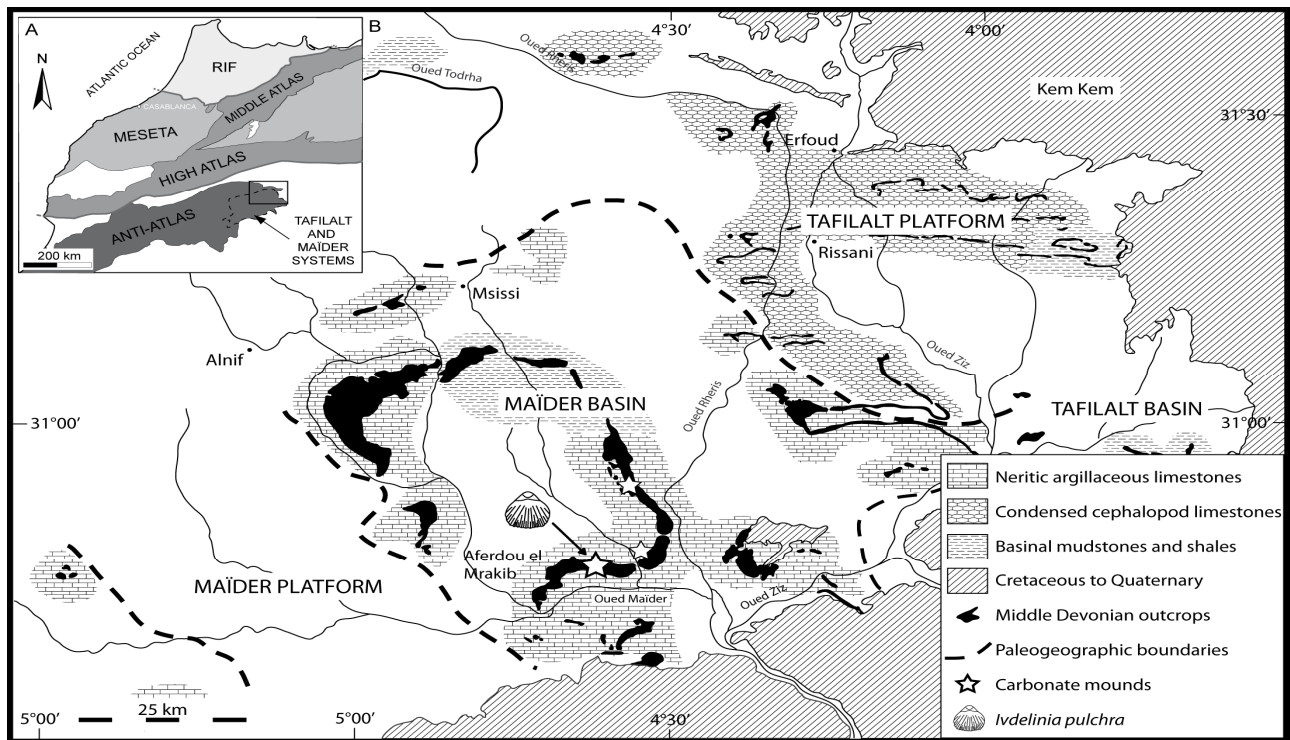 A
N
ATLANTIC OCEAN
RIF
CASABLANCA
MIDDLE ATLAS
MESETA
HIGH ATLAS
ANTI-ATLAS
TAFILALT
AND
MAÏDER
SYSTEMS
200 km
B
4°30′
4°00′
Oued Rheris
Oued Todrha
Kem Kem
31°30′
Erfoud
TAFILALT PLATFORM
Rissani
Msissi
Alnif
Oued Ziz
MAÏDER BASIN
Oued Rheris
TAFILALT BASIN
31°00′
31°00′
Aferdou el
Mrakib
MAÏDER PLATFORM
Oued Maïder
Oued Ziz
Neritic argillaceous limestones
Condensed cephalopod limestones
Basinal mudstones and shales
Cretaceous to Quaternary
Middle Devonian outcrops
Paleogeographic boundaries
Carbonate mounds
Ivdelinia pulchra
25 km
5°00′
5°00′
4°30′